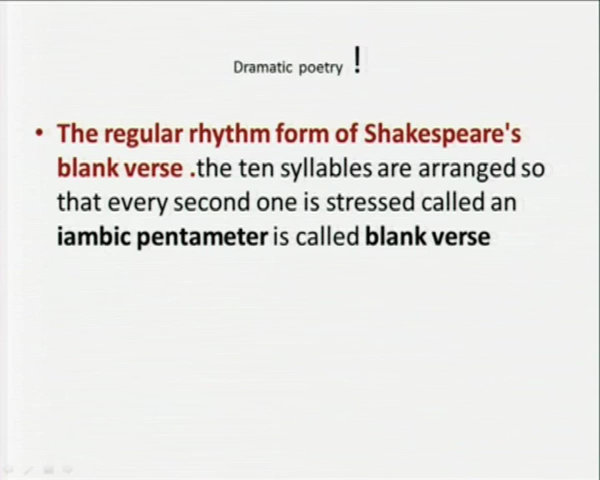 Dramatic poetry !
• The regular rhythm form of Shakespeare's
blank verse .the ten syllables are arranged so
that every second one is stressed called an
iambic pentameter is called blank verse